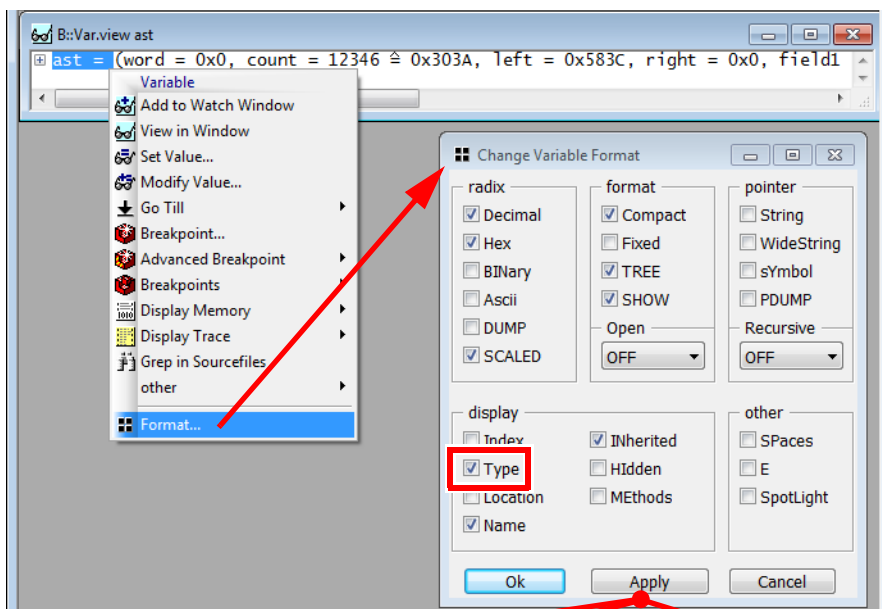 B::Var.view ast
ast = (word = 0x0, count = 12346 ≙ 0x303A, left = 0x583C, right = 0x0, field1
Variable
Add to Watch Window
View in Window
Set Value...
Modify Value...
Go Till
Breakpoint...
Advanced Breakpoint
Breakpoints
Display Memory
Display Trace
Grep in Sourcefiles
other
Format...
Change Variable Format
radix
Decimal
Hex
BINary
Ascii
DUMP
SCALED
format
Compact
Fixed
TREE
SHOW
Open
OFF
pointer
String
WideString
sYmbol
PDUMP
Recursive
OFF
display
Index
Type
Location
Name
INherited
HIdden
MEthods
other
SPaces
E
SpotLight
Ok
Apply
Cancel